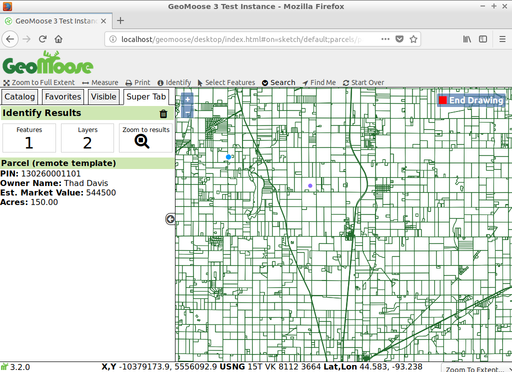 GeoMoose 3 Test Instance - Mozilla Firefox
GeoMoose 3 Test Instanc
localhost/geomoose/desktop/index.html#on=sketch/default;parcels/
GeoMoose
Zoom To Full Extent Measure Print Identify Select Features Search Find Me Start Over
Catalog Favorites Visible Super Tab
End Drawing
Identify Results
Features Layers Zoom to results
1 2
Parcel (remote template)
PIN: 130260001101
Owner Name: Thad Davis
Est. Market Value: 544500
Acres: 150.00
3.2.0 X,Y -10379173.9, 5556092.9 USNG 15T VK 8112 3664 Lat,Lon 44.583, -93.238 Zoom To Extent...